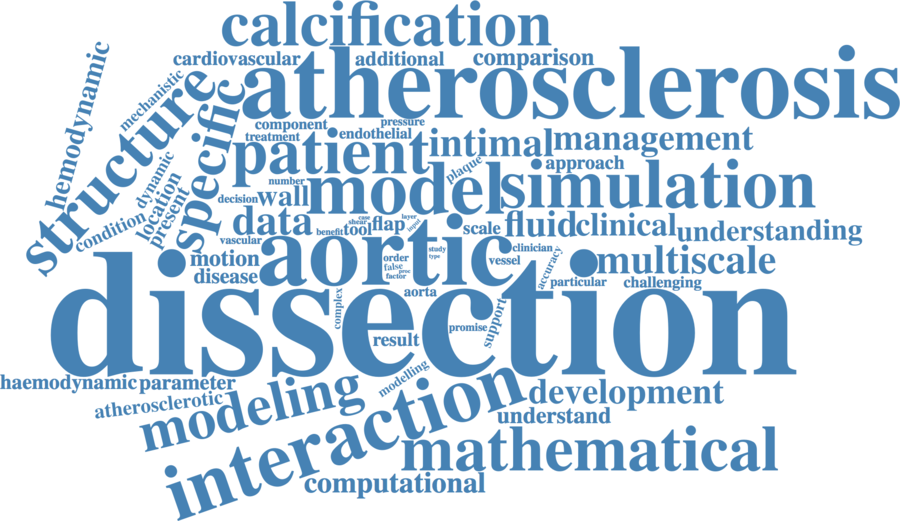 calcification
cardiovascular additional comparison
atherosclerosis
hemodynamic
mechanistic
structure
specific
component pressure
treatment endothelial
patient intimal management
plaque approach
dynamic
location
present
condition
number
decision wall model simulation
case
layer
shear
input
data benefit tool flap scale fluid clinical understanding
vascular
aortic
study
type
clinician
motion order vessel multiscale
false
proc
factor
disease
accuracy
particular challenging
aorta
dissection
complex
result promise support
haemodynamic parameter
modelling
atherosclerotic
modeling
interaction
development
understand
mathematical
computational